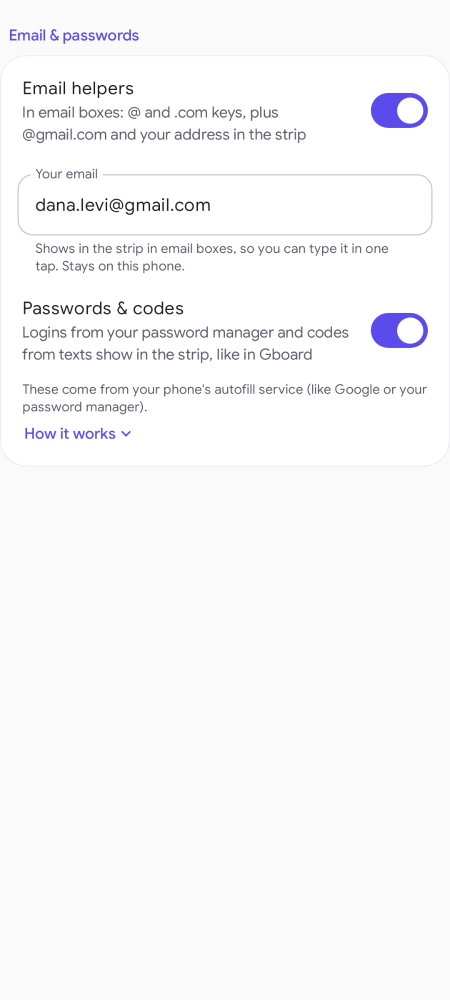 Email & passwords
Email helpers
In email boxes: @ and .com keys, plus
@gmail.com and your address in the strip
Your email
dana.levi@gmail.com
Shows in the strip in email boxes, so you can type it in one
tap. Stays on this phone.
Passwords & codes
Logins from your password manager and codes
from texts show in the strip, like in Gboard
These come from your phone's autofill service (like Google or your
password manager).
How it works